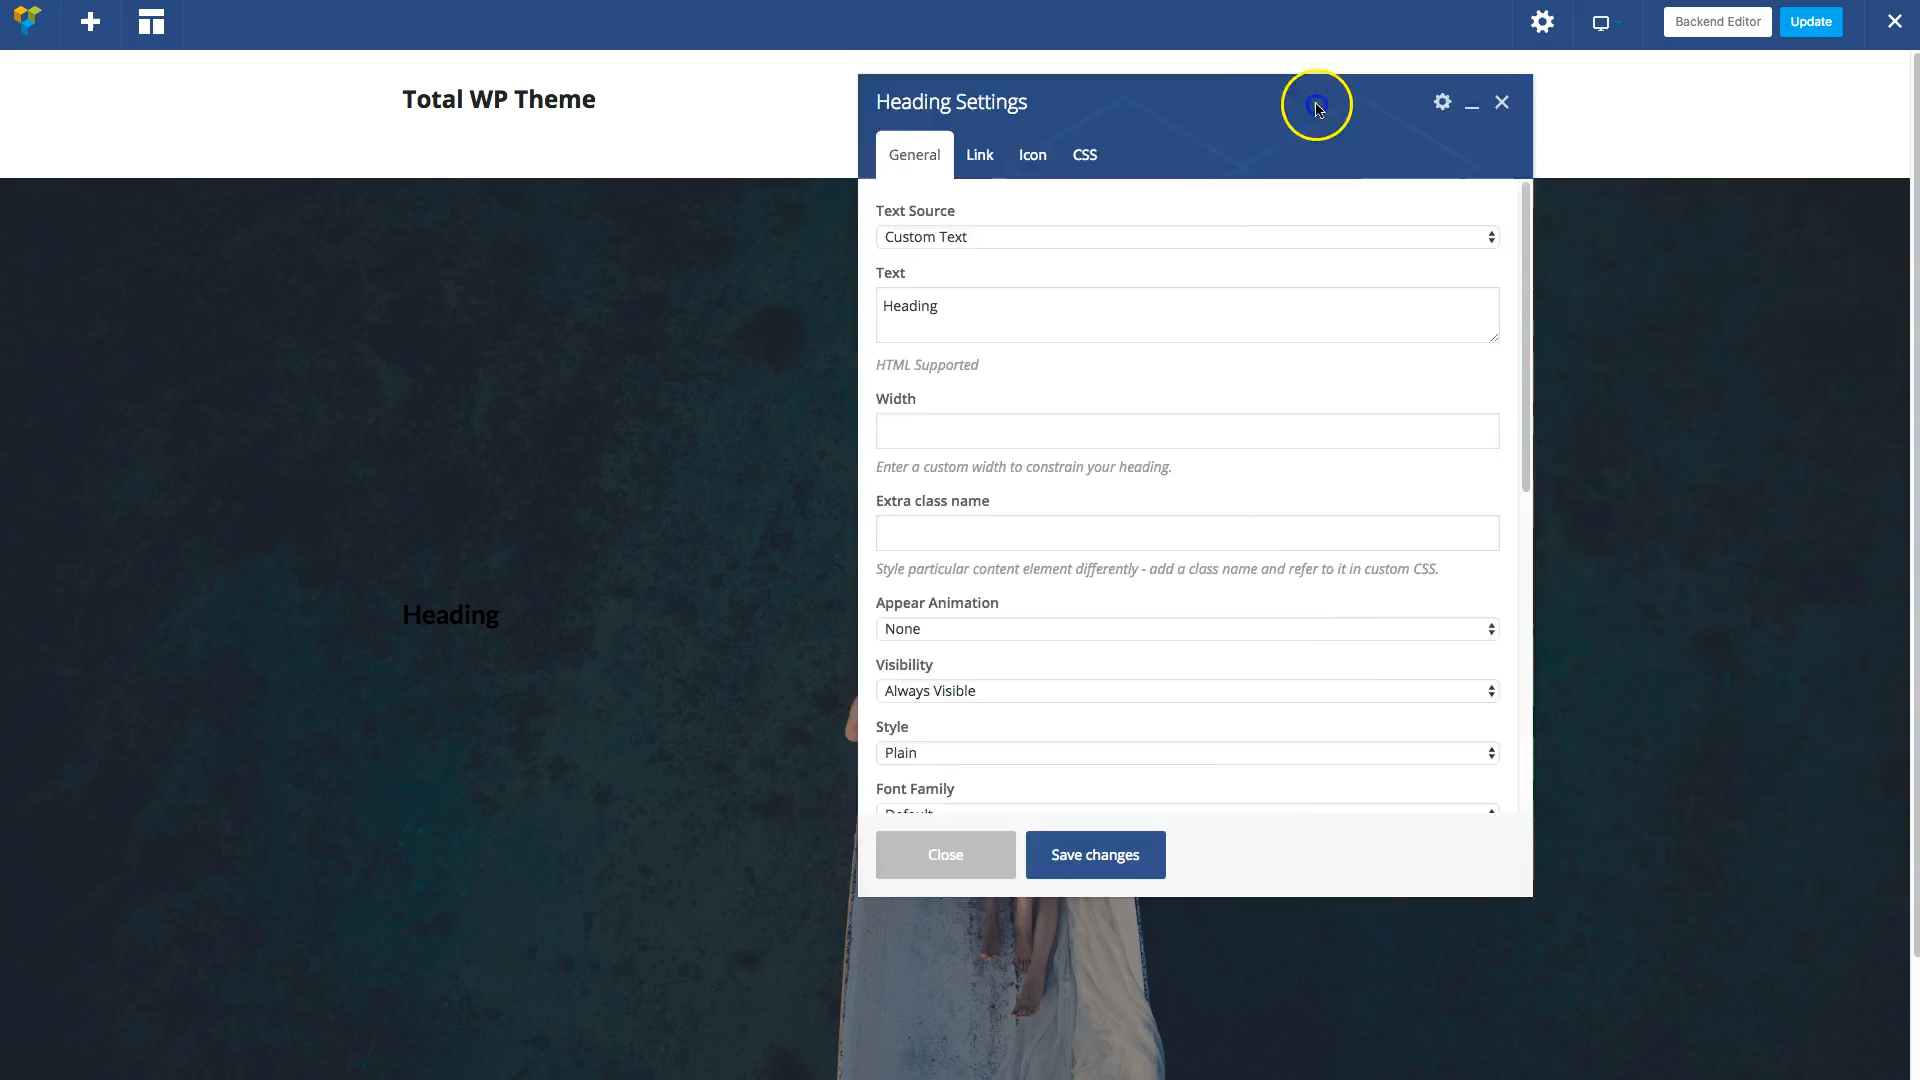 Backend Editor
Update
Total WP Theme
Heading Settings
General
Link
Icon
CSS
Text Source
Custom Text
Text
Heading
HTML Supported
Width
Enter a custom width to constrain your heading.
Extra class name
Style particular content element differently - add a class name and refer to it in custom CSS.
Appear Animation
None
Visibility
Always Visible
Style
Plain
Font Family
Default
Close
Save changes
Heading